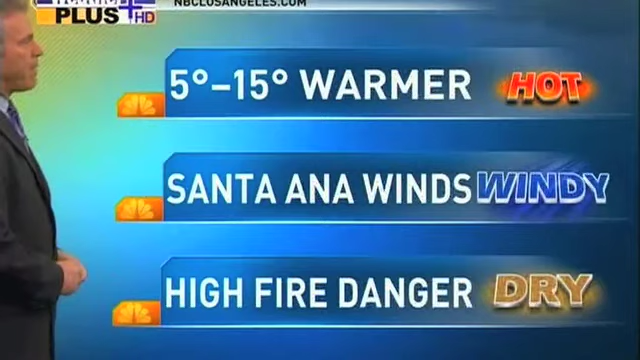 NBCLOSANGELES.COM
PLUS+HD
5°–15° WARMER HOT
SANTA ANA WINDS WINDY
HIGH FIRE DANGER DRY